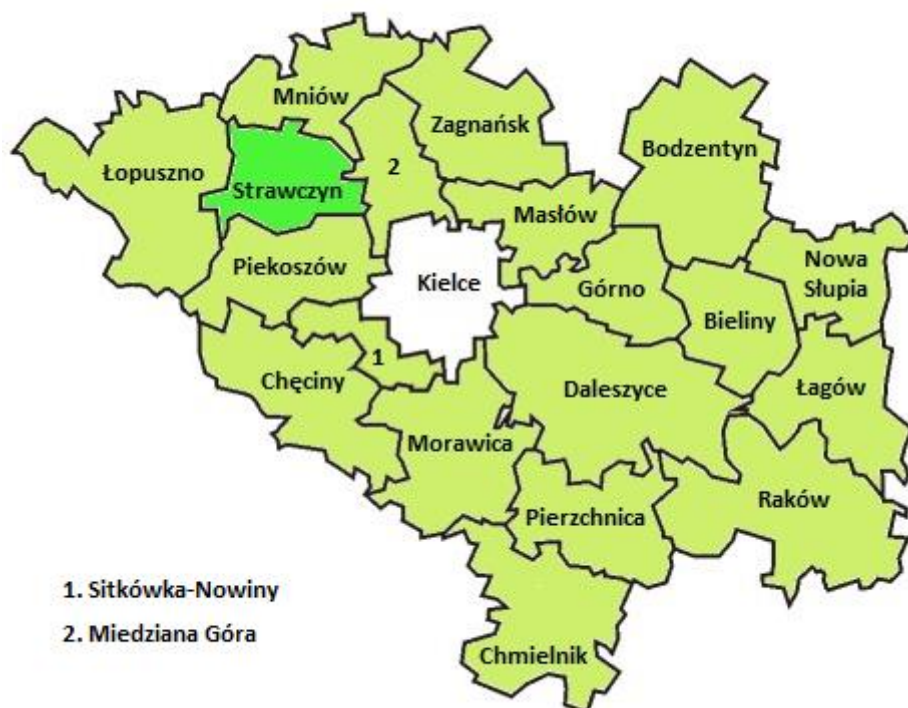 Mniów
Zagnańsk
Bodzentyn
Łopuszno
2
Strawczyn
Masłów
Piekoszów
Kielce
Górno
Nowa
Słupia
Bieliny
1
Chęciny
Daleszyce
Łagów
Morawica
Raków
Pierzchnica
1. Sitkówka-Nowiny
2. Miedziana Góra
Chmielnik